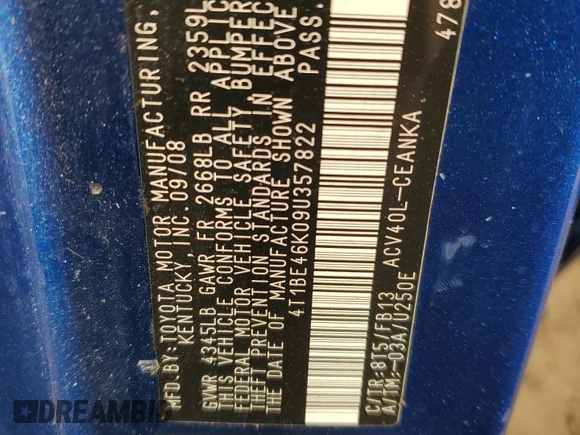 MFD.BY:TOYOTA MOTOR MANUFACTURING,
KENTUCKY, INC. 09/08
GVWR 4345LB GAWR FR 2668LB RR 2359L
THIS VEHICLE CONFORMS TO ALL APPLIC
FEDERAL MOTOR VEHICLE SAFETY BUMPER
THEFT PREVENTION STANDARDS IN EFFEC
THE DATE OF MANUFACTURE SHOWN ABOVE
4T1BE46K09U357822 PASS.
478
C/TR:8T5/FB13 ACV40L-CEANKA
A/TM:-03A/U250E
DREAMBID